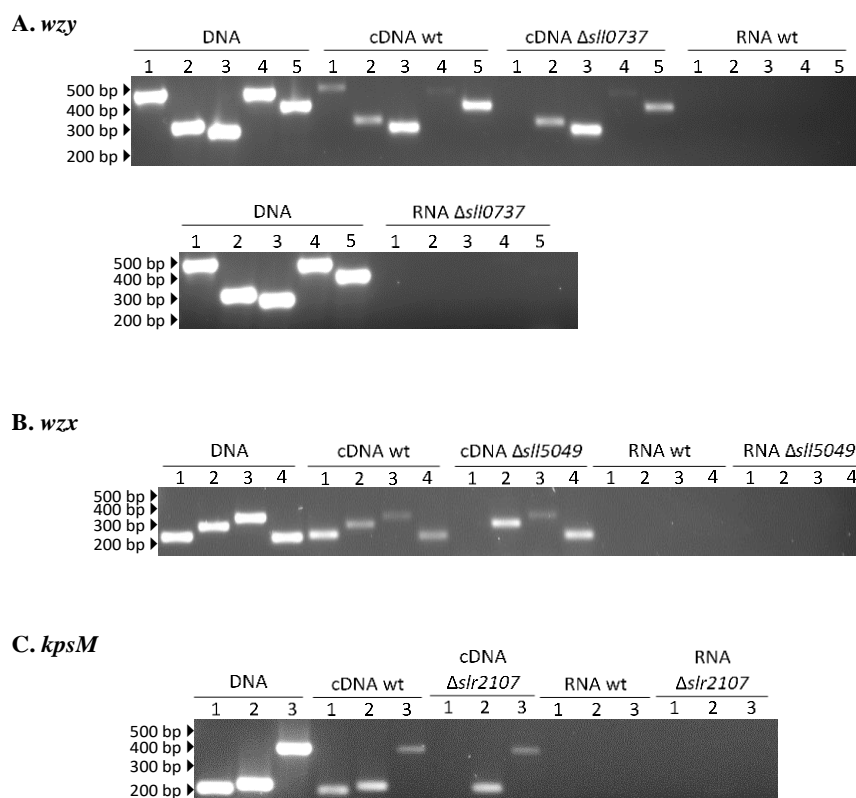 A. wzy
DNA cDNA wt cDNA Δsll0737 RNA wt
1 2 3 4 5 1 2 3 4 5 1 2 3 4 5 1 2 3 4 5
500 bp
400 bp
300 bp
200 bp
DNA RNA Δsll0737
1 2 3 4 5 1 2 3 4 5
500 bp
400 bp
300 bp
200 bp
B. wzx
DNA cDNA wt cDNA Δsll5049 RNA wt RNA Δsll5049
1 2 3 4 1 2 3 4 1 2 3 4 1 2 3 4 1 2 3 4
500 bp
400 bp
300 bp
200 bp
C. kpsM
DNA cDNA wt cDNA Δslr2107 RNA wt RNA Δslr2107
1 2 3 1 2 3 1 2 3 1 2 3 1 2 3
500 bp
400 bp
300 bp
200 bp